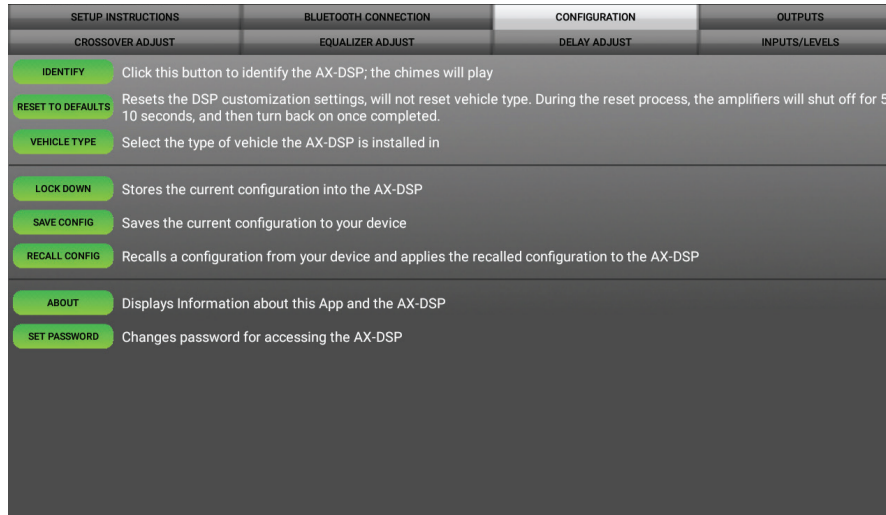 SETUP INSTRUCTIONS BLUETOOTH CONNECTION CONFIGURATION OUTPUTS
CROSSOVER ADJUST EQUALIZER ADJUST DELAY ADJUST INPUTS/LEVELS
IDENTIFY Click this button to identify the AX-DSP; the chimes will play
RESET TO DEFAULTS Resets the DSP customization settings, will not reset vehicle type. During the reset process, the amplifiers will shut off for 5
10 seconds, and then turn back on once completed.
VEHICLE TYPE Select the type of vehicle the AX-DSP is installed in
LOCK DOWN Stores the current configuration into the AX-DSP
SAVE CONFIG Saves the current configuration to your device
RECALL CONFIG Recalls a configuration from your device and applies the recalled configuration to the AX-DSP
ABOUT Displays Information about this App and the AX-DSP
SET PASSWORD Changes password for accessing the AX-DSP